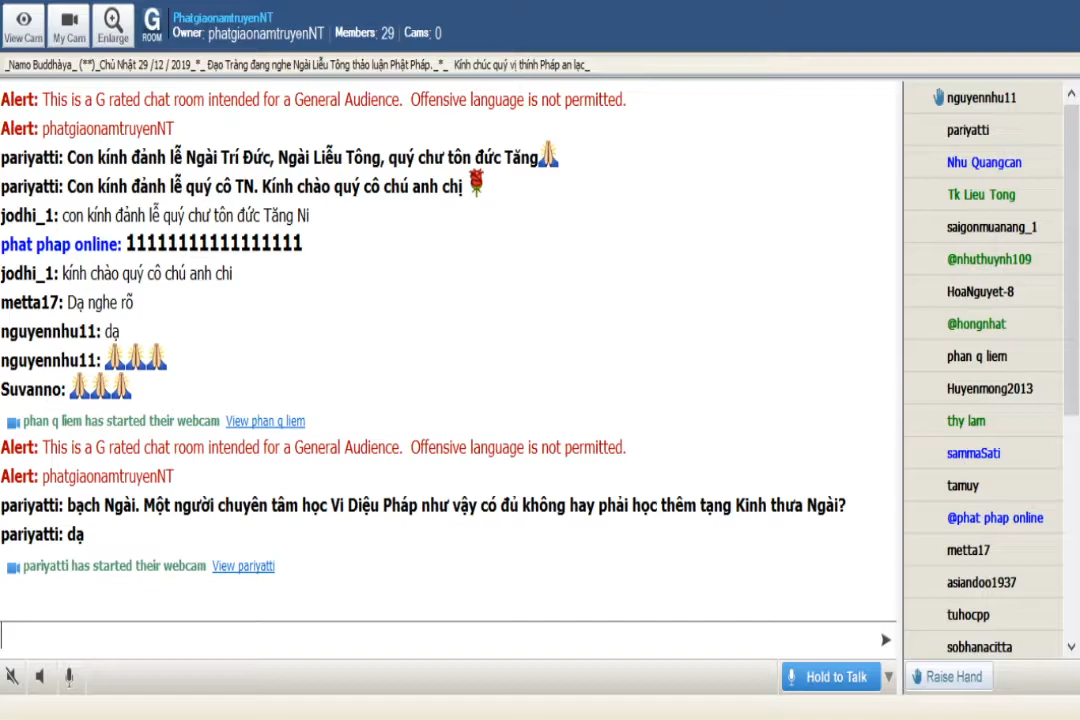 View Cam
My Cam
Enlarge
G
ROOM
PhatgiaonamtruyenNT
Owner: phatgiaonamtruyenNT | Members: 29 | Cams: 0
_Namo Buddhàya_ (**)_Chủ Nhật 29 /12 / 2019_*_ Đạo Tràng đang nghe Ngài Liễu Tông thảo luận Phật Pháp._*_ Kính chúc quý vị thính Pháp an lạc_
Alert: This is a G rated chat room intended for a General Audience. Offensive language is not permitted.
Alert: phatgiaonamtruyenNT
pariyatti: Con kính đảnh lễ Ngài Trí Đức, Ngài Liễu Tông, quý chư tôn đức Tăng
pariyatti: Con kính đảnh lễ quý cô TN. Kính chào quý cô chú anh chị
jodhi_1: con kính đảnh lễ quý chư tôn đức Tăng Ni
phat phap online: 11111111111111111
jodhi_1: kính chào quý cô chú anh chi
metta17: Dạ nghe rõ
nguyennhu11: dạ
nguyennhu11:
Suvanno:
phan q liem has started their webcam View phan q liem
Alert: This is a G rated chat room intended for a General Audience. Offensive language is not permitted.
Alert: phatgiaonamtruyenNT
pariyatti: bạch Ngài. Một người chuyên tâm học Vi Diệu Pháp như vậy có đủ không hay phải học thêm tạng Kinh thưa Ngài?
pariyatti: dạ
pariyatti has started their webcam View pariyatti
nguyennhu11
pariyatti
Nhu Quangcan
Tk Lieu Tong
saigonmuanang_1
@nhuthuynh109
HoaNguyet-8
@hongnhat
phan q liem
Huyenmong2013
thy lam
sammaSati
tamuy
@phat phap online
metta17
asiandoo1937
tuhocpp
sobhanacitta
Hold to Talk
Raise Hand